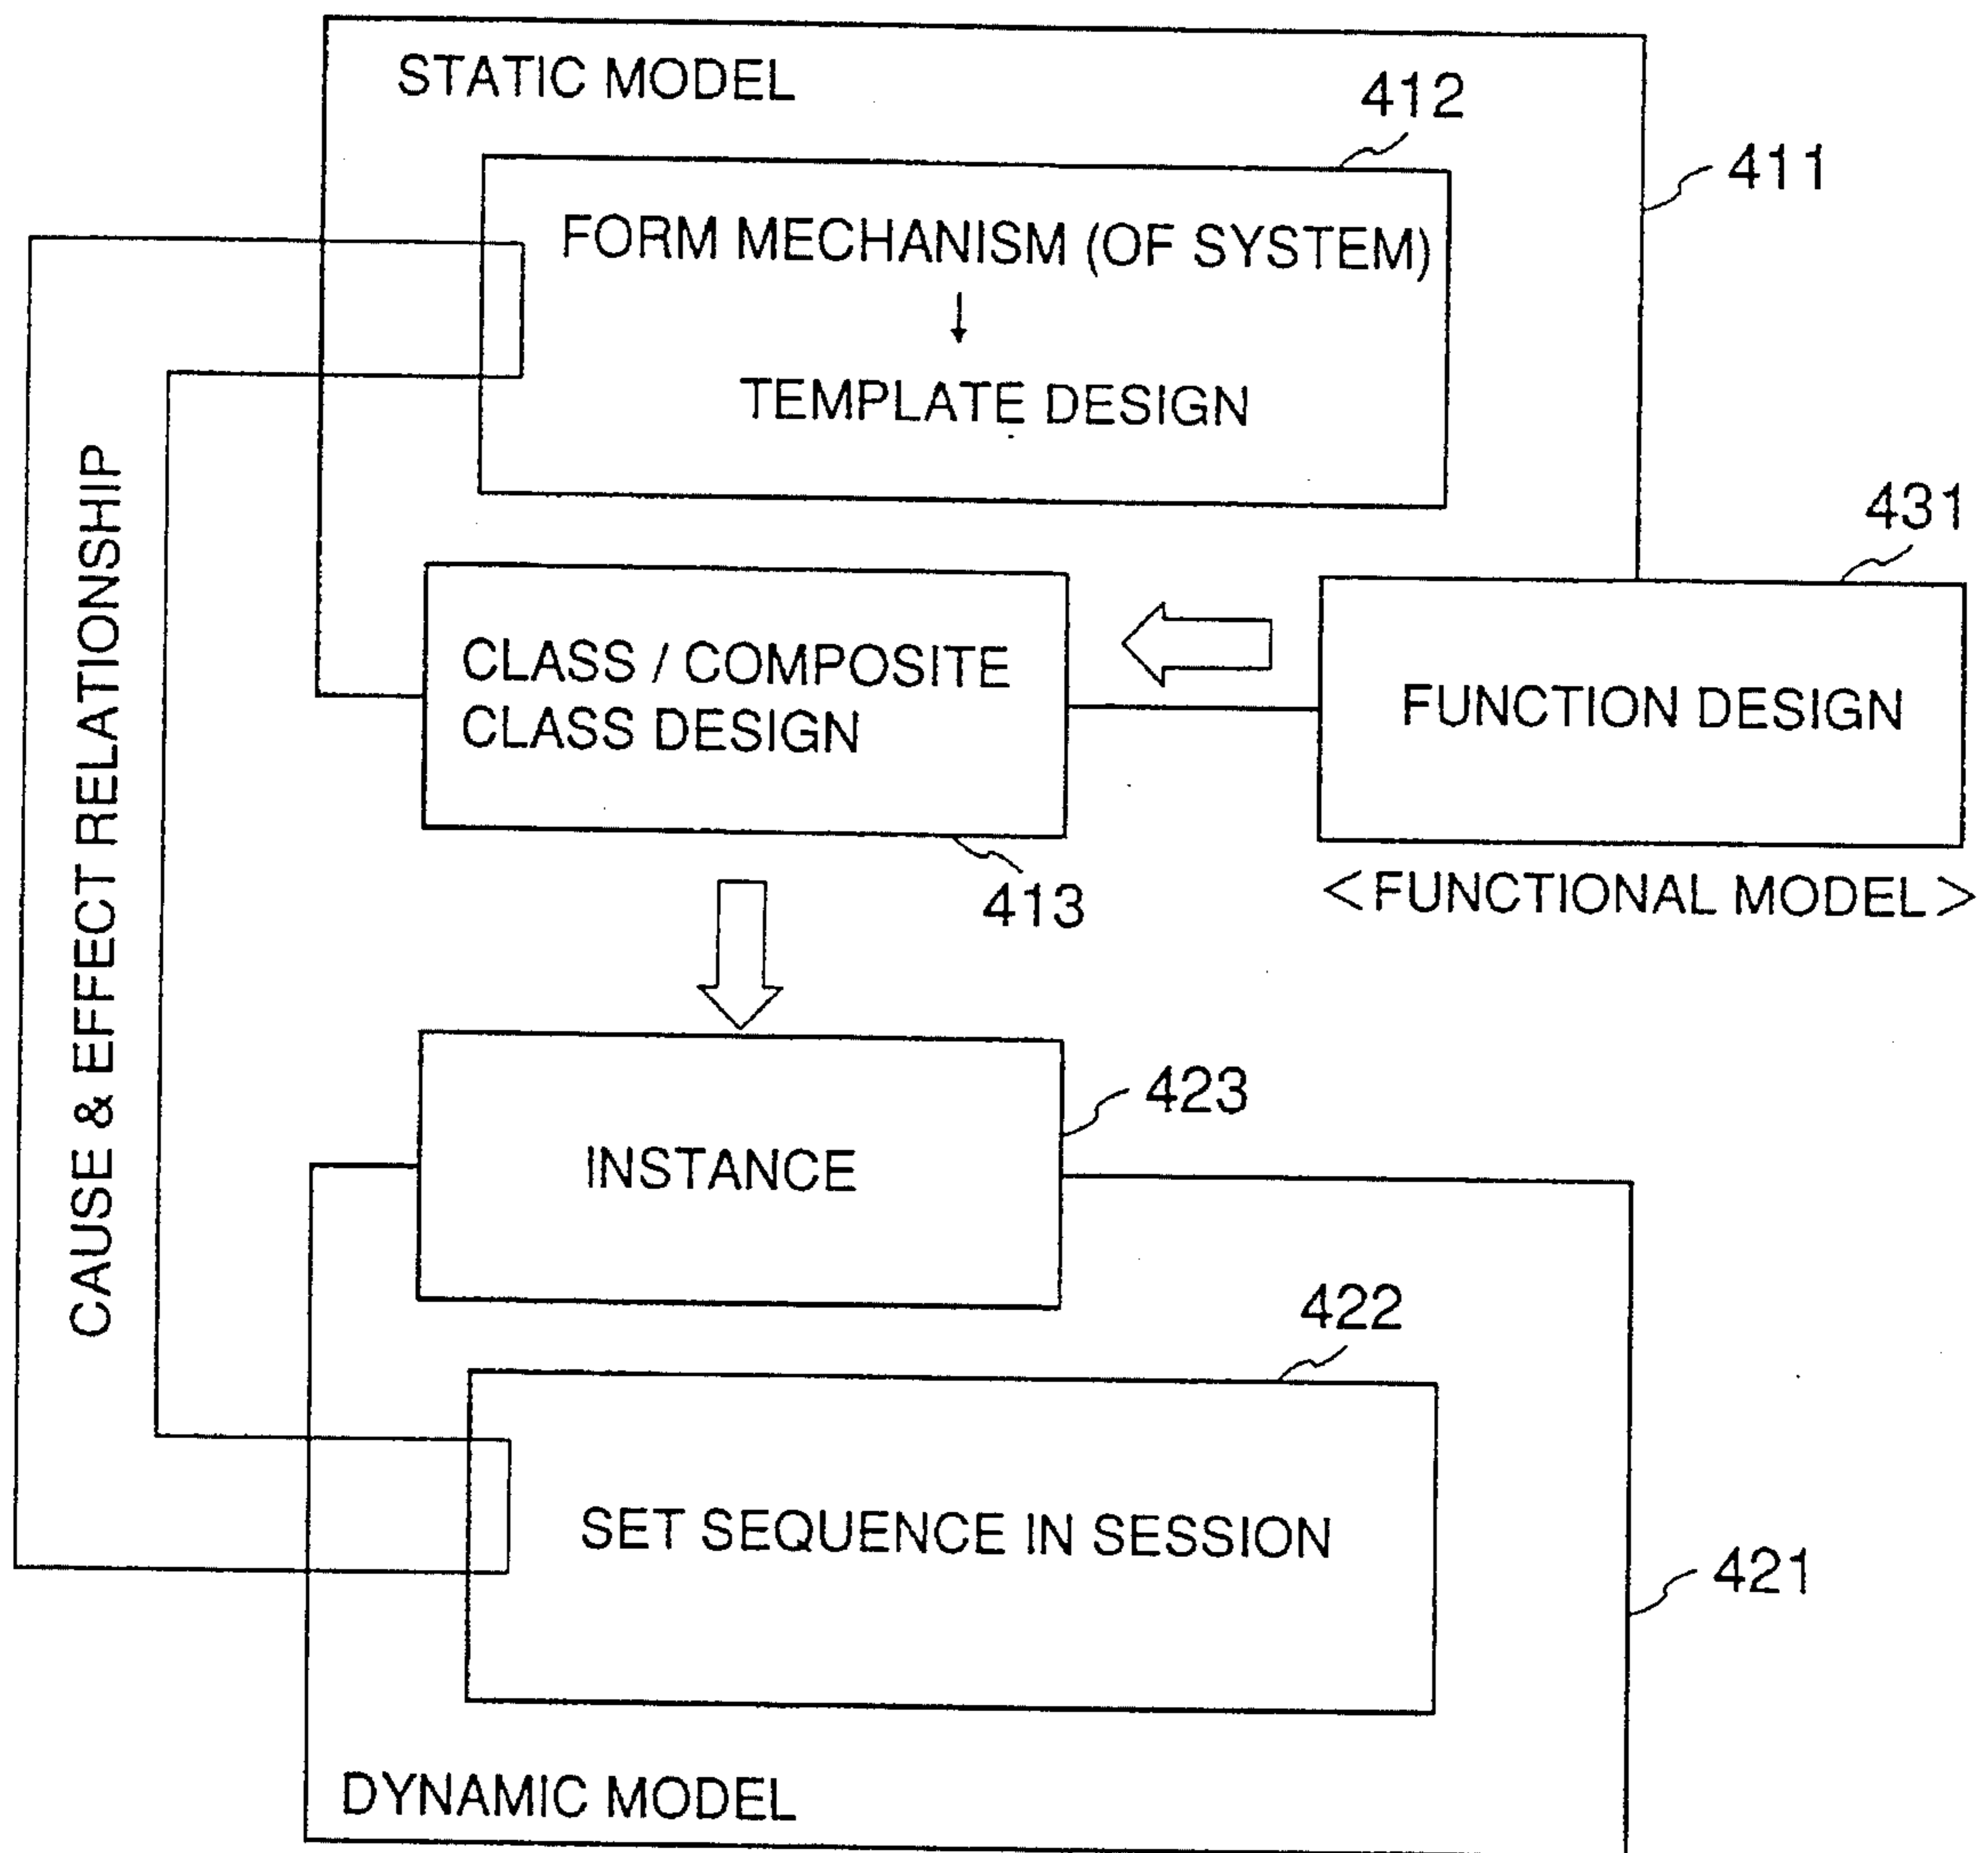 STATIC MODEL
412
411
FORM MECHANISM (OF SYSTEM)
↓
TEMPLATE DESIGN
431
CLASS / COMPOSITE
CLASS DESIGN
FUNCTION DESIGN
413
<FUNCTIONAL MODEL>
CAUSE & EFFECT RELATIONSHIP
423
INSTANCE
422
SET SEQUENCE IN SESSION
421
DYNAMIC MODEL